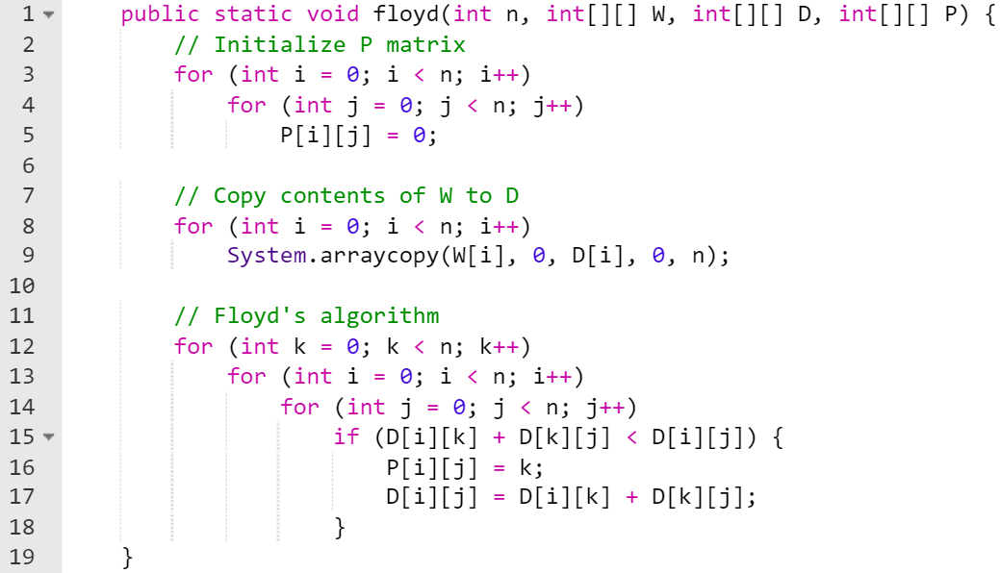 1 public static void floyd(int n, int[][] W, int[][] D, int[][] P) {
2 // Initialize P matrix
3 for (int i = 0; i < n; i++)
4 for (int j = 0; j < n; j++)
5 P[i][j] = 0;
6
7 // Copy contents of W to D
8 for (int i = 0; i < n; i++)
9 System.arraycopy(W[i], 0, D[i], 0, n);
10
11 // Floyd's algorithm
12 for (int k = 0; k < n; k++)
13 for (int i = 0; i < n; i++)
14 for (int j = 0; j < n; j++)
15 if (D[i][k] + D[k][j] < D[i][j]) {
16 P[i][j] = k;
17 D[i][j] = D[i][k] + D[k][j];
18 }
19 }